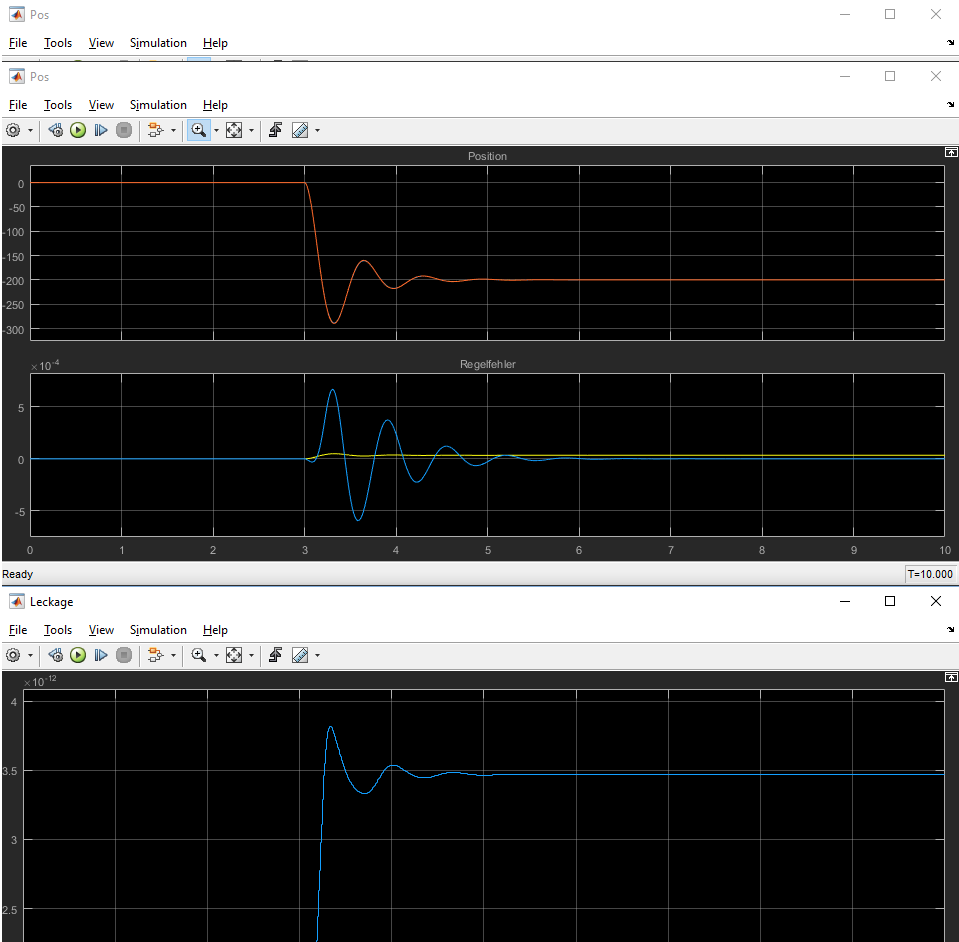 Pos
File Tools View Simulation Help
Pos
File Tools View Simulation Help
Position
0
-50
-100
-150
-200
-250
-300
Regelfehler
×10⁻⁴
5
0
-5
0 1 2 3 4 5 6 7 8 9 10
Ready T=10.000
Leckage
File Tools View Simulation Help
×10⁻¹²
4
3.5
3
2.5